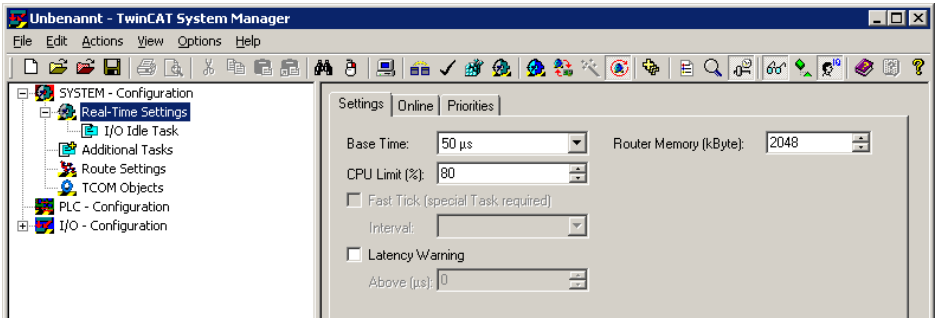 Unbenannt - TwinCAT System Manager
File Edit Actions View Options Help
SYSTEM - Configuration
Real-Time Settings
I/O Idle Task
Additional Tasks
Route Settings
TCOM Objects
PLC - Configuration
I/O - Configuration
Settings Online Priorities
Base Time: 50 µs Router Memory (kByte): 2048
CPU Limit (%): 80
Fast Tick (special Task required)
Interval:
Latency Warning
Above (µs): 0